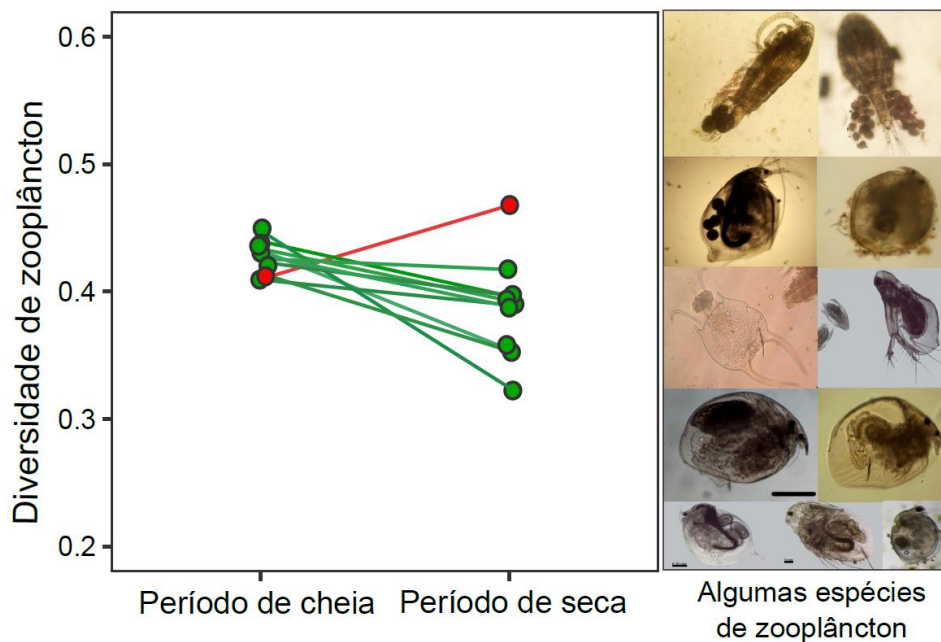 Diversidade de zooplâncton
0.6
0.5
0.4
0.3
0.2
Período de cheia
Período de seca
Algumas espécies
de zooplâncton